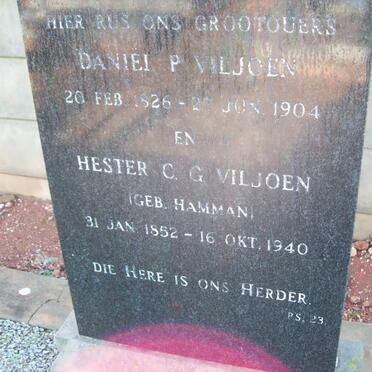 HIER RUS ONS GROOTOUERS
DANIEL P. VILJOEN
20 FEB. 1826 - JUN. 1904
EN
HESTER C. G. VILJOEN
(GEB. HAMMAN)
31 JAN. 1852 - 16 OKT. 1940
DIE HERE IS ONS HERDER.
PS. 23.